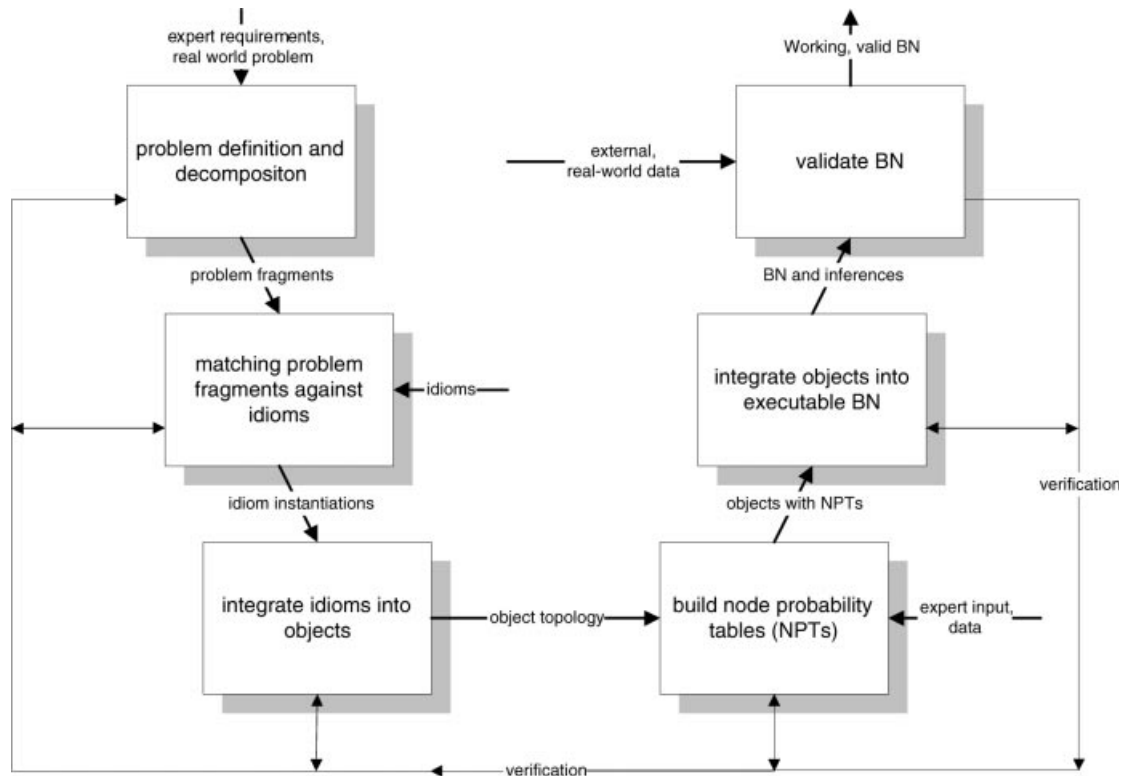 expert requirements,
real world problem
problem definition and
decompositon
problem fragments
matching problem
fragments against
idioms
idioms
idiom instantiations
integrate idioms into
objects
object topology
build node probability
tables (NPTs)
expert input,
data
objects with NPTs
integrate objects into
executable BN
BN and inferences
external,
real-world data
validate BN
Working, valid BN
verification
verification